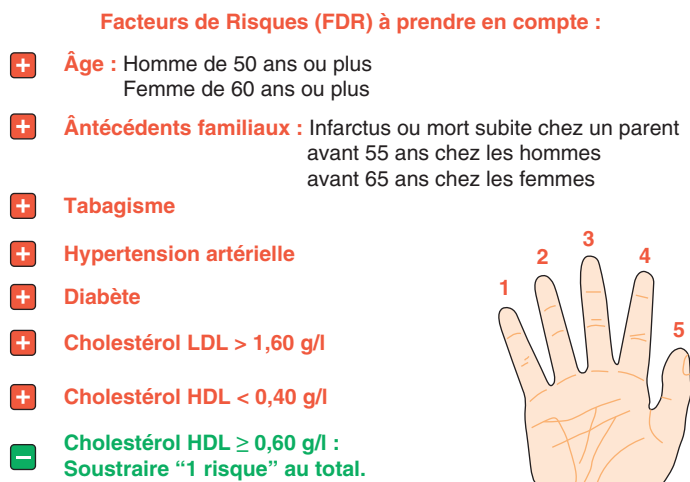 Facteurs de Risques (FDR) à prendre en compte :
+ Âge : Homme de 50 ans ou plus
Femme de 60 ans ou plus
+ Ântécédents familiaux : Infarctus ou mort subite chez un parent
avant 55 ans chez les hommes
avant 65 ans chez les femmes
+ Tabagisme
+ Hypertension artérielle
+ Diabète
+ Cholestérol LDL > 1,60 g/l
+ Cholestérol HDL < 0,40 g/l
− Cholestérol HDL ≥ 0,60 g/l :
Soustraire “1 risque” au total.
1
2
3
4
5